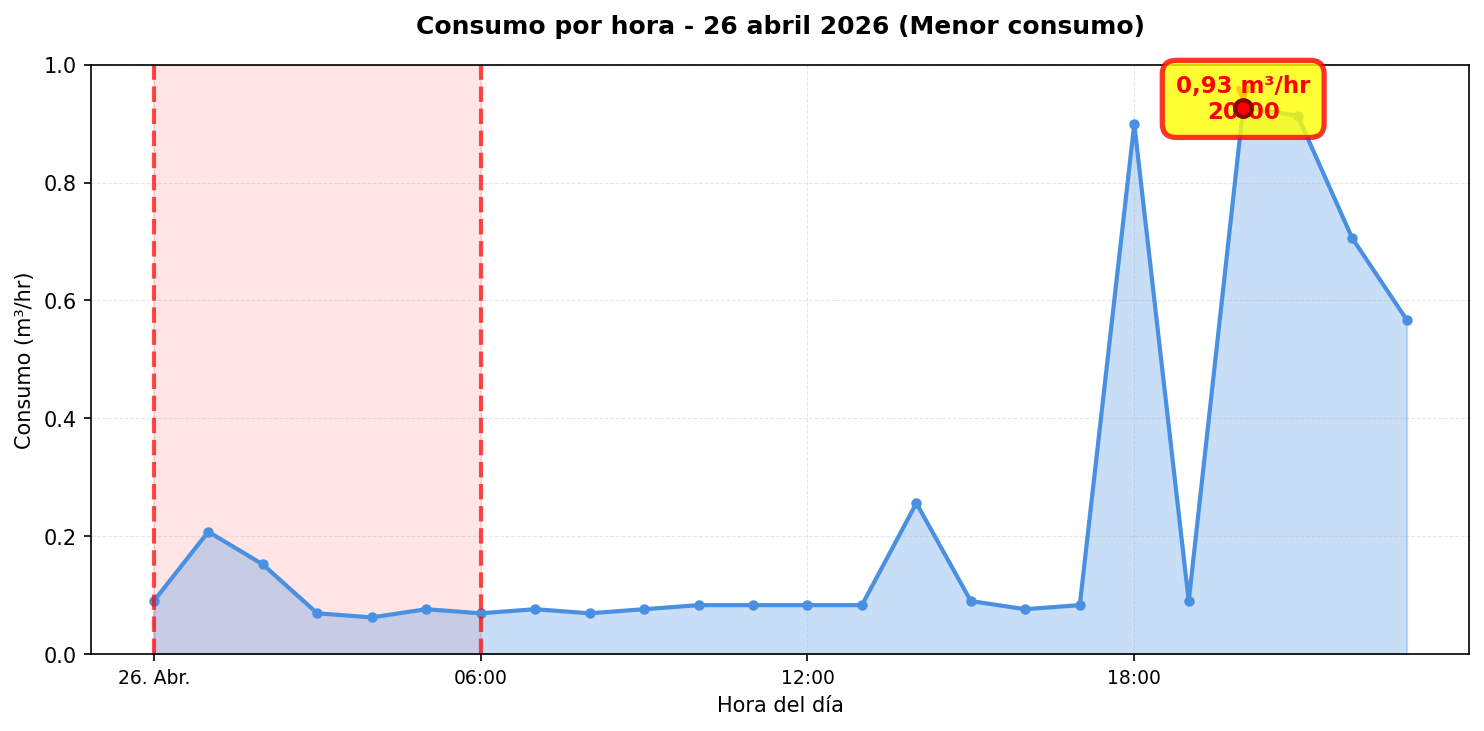 Consumo por hora - 26 abril 2026 (Menor consumo)
1.0
0,93 m³/hr
20:00
0.8
0.6
Consumo (m³/hr)
0.4
0.2
0.0
26. Abr.
06:00
12:00
18:00
Hora del día